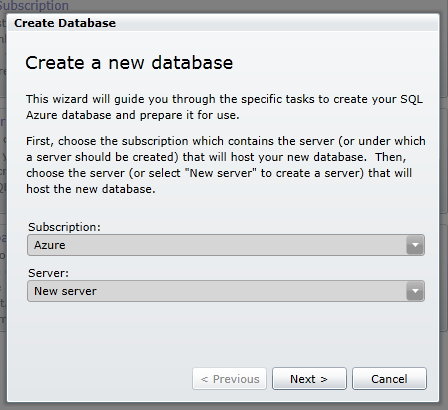 Subscription
Create Database
Create a new database
This wizard will guide you through the specific tasks to create your SQL
Azure database and prepare it for use.
First, choose the subscription which contains the server (or under which
a server should be created) that will host your new database.  Then,
choose the server (or select "New server" to create a server) that will
host the new database.
Subscription:
Azure
Server:
New server
< Previous
Next >
Cancel